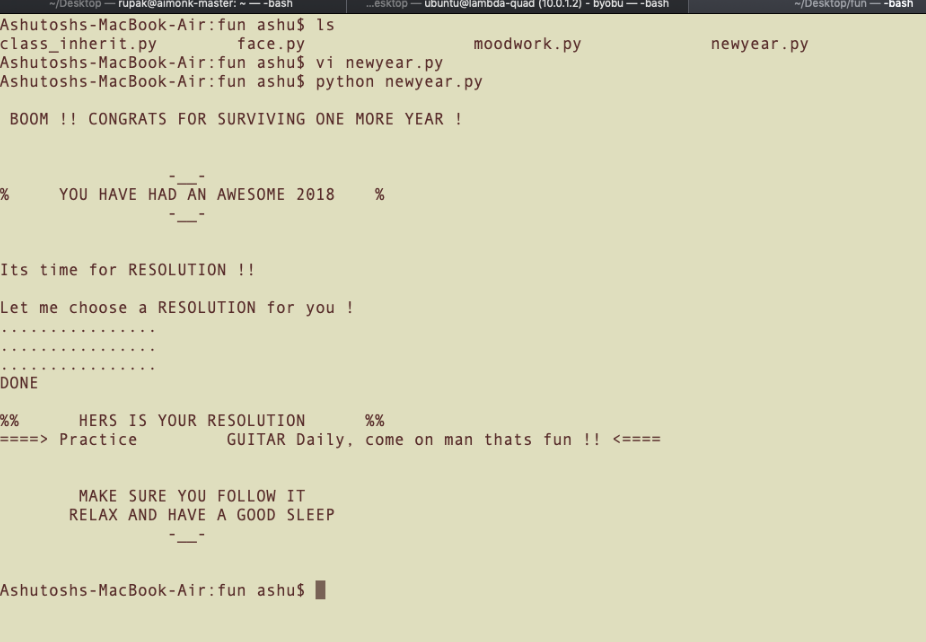 ~/Desktop — rupak@aimonk-master: ~ — -bash
...esktop — ubuntu@lambda-quad (10.0.1.2) - byobu — -bash
~/Desktop/fun — -bash
Ashutoshs-MacBook-Air:fun ashu$ ls
class_inherit.py        face.py                 moodwork.py             newyear.py
Ashutoshs-MacBook-Air:fun ashu$ vi newyear.py
Ashutoshs-MacBook-Air:fun ashu$ python newyear.py
 BOOM !! CONGRATS FOR SURVIVING ONE MORE YEAR !
                 -__-
%     YOU HAVE HAD AN AWESOME 2018    %
                 -__-
Its time for RESOLUTION !!
Let me choose a RESOLUTION for you !
................
................
................
DONE
%%      HERS IS YOUR RESOLUTION      %%
====> Practice         GUITAR Daily, come on man thats fun !! <====
        MAKE SURE YOU FOLLOW IT
       RELAX AND HAVE A GOOD SLEEP
                 -__-
Ashutoshs-MacBook-Air:fun ashu$